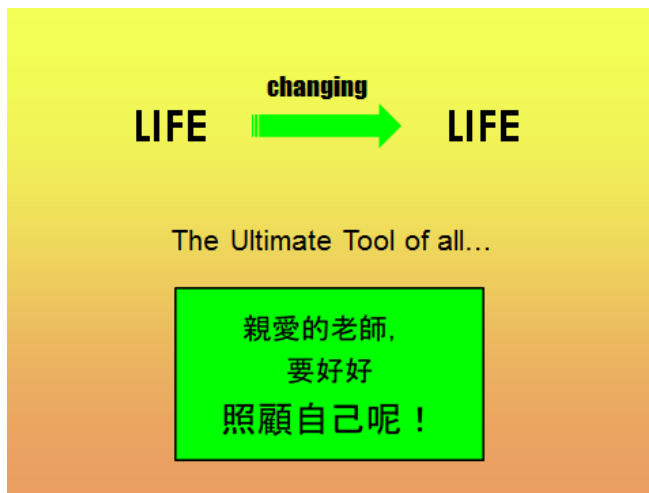 changing
LIFE LIFE
The Ultimate Tool of all...
親愛的老師,
要好好
照顧自己呢！